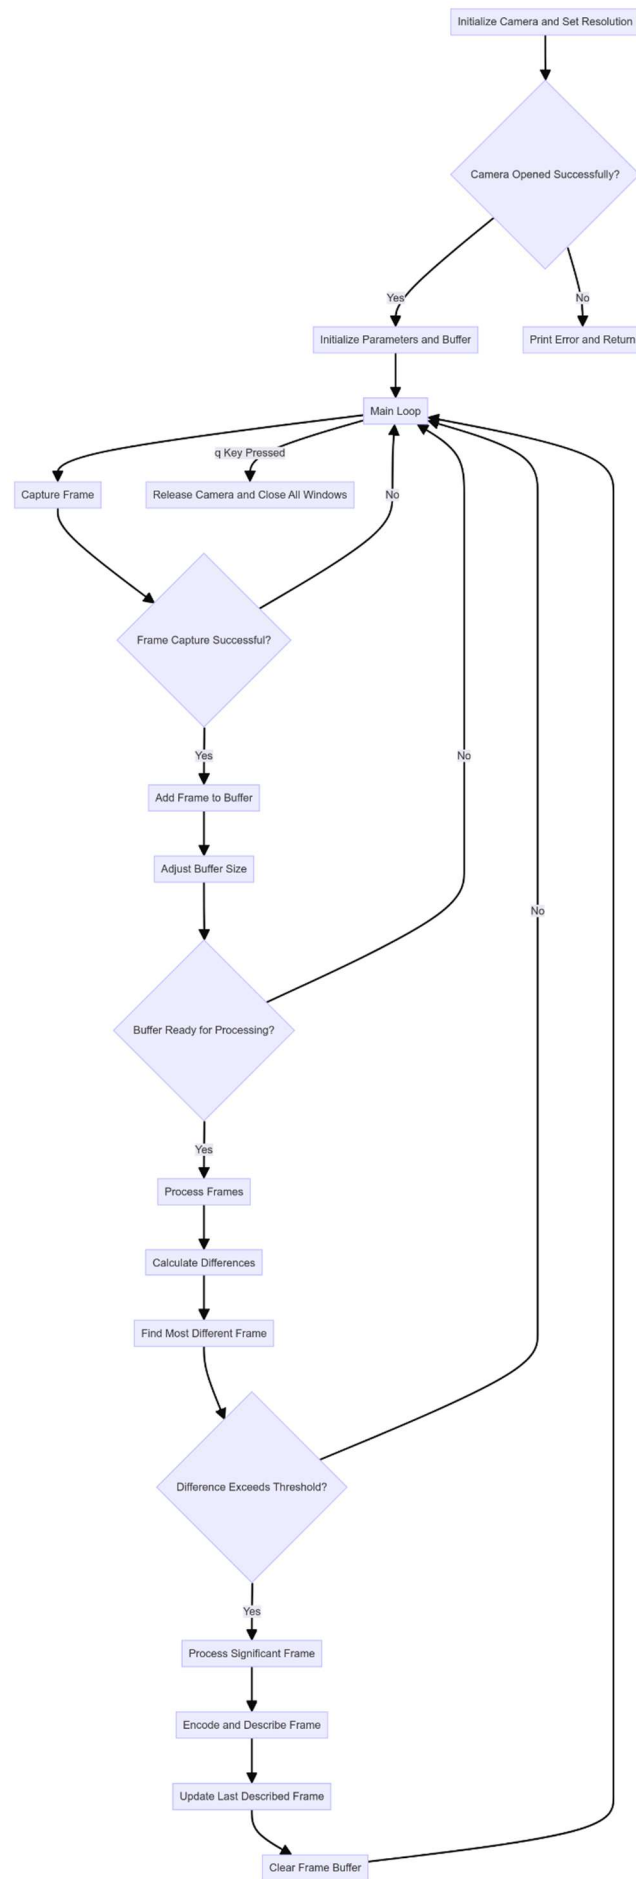 Initialize Camera and Set Resolution
Camera Opened Successfully?
Yes
No
Initialize Parameters and Buffer
Print Error and Return
Main Loop
q Key Pressed
Capture Frame
Release Camera and Close All Windows
No
Frame Capture Successful?
Yes
No
Add Frame to Buffer
Adjust Buffer Size
No
Buffer Ready for Processing?
Yes
Process Frames
Calculate Differences
Find Most Different Frame
Difference Exceeds Threshold?
Yes
Process Significant Frame
Encode and Describe Frame
Update Last Described Frame
Clear Frame Buffer